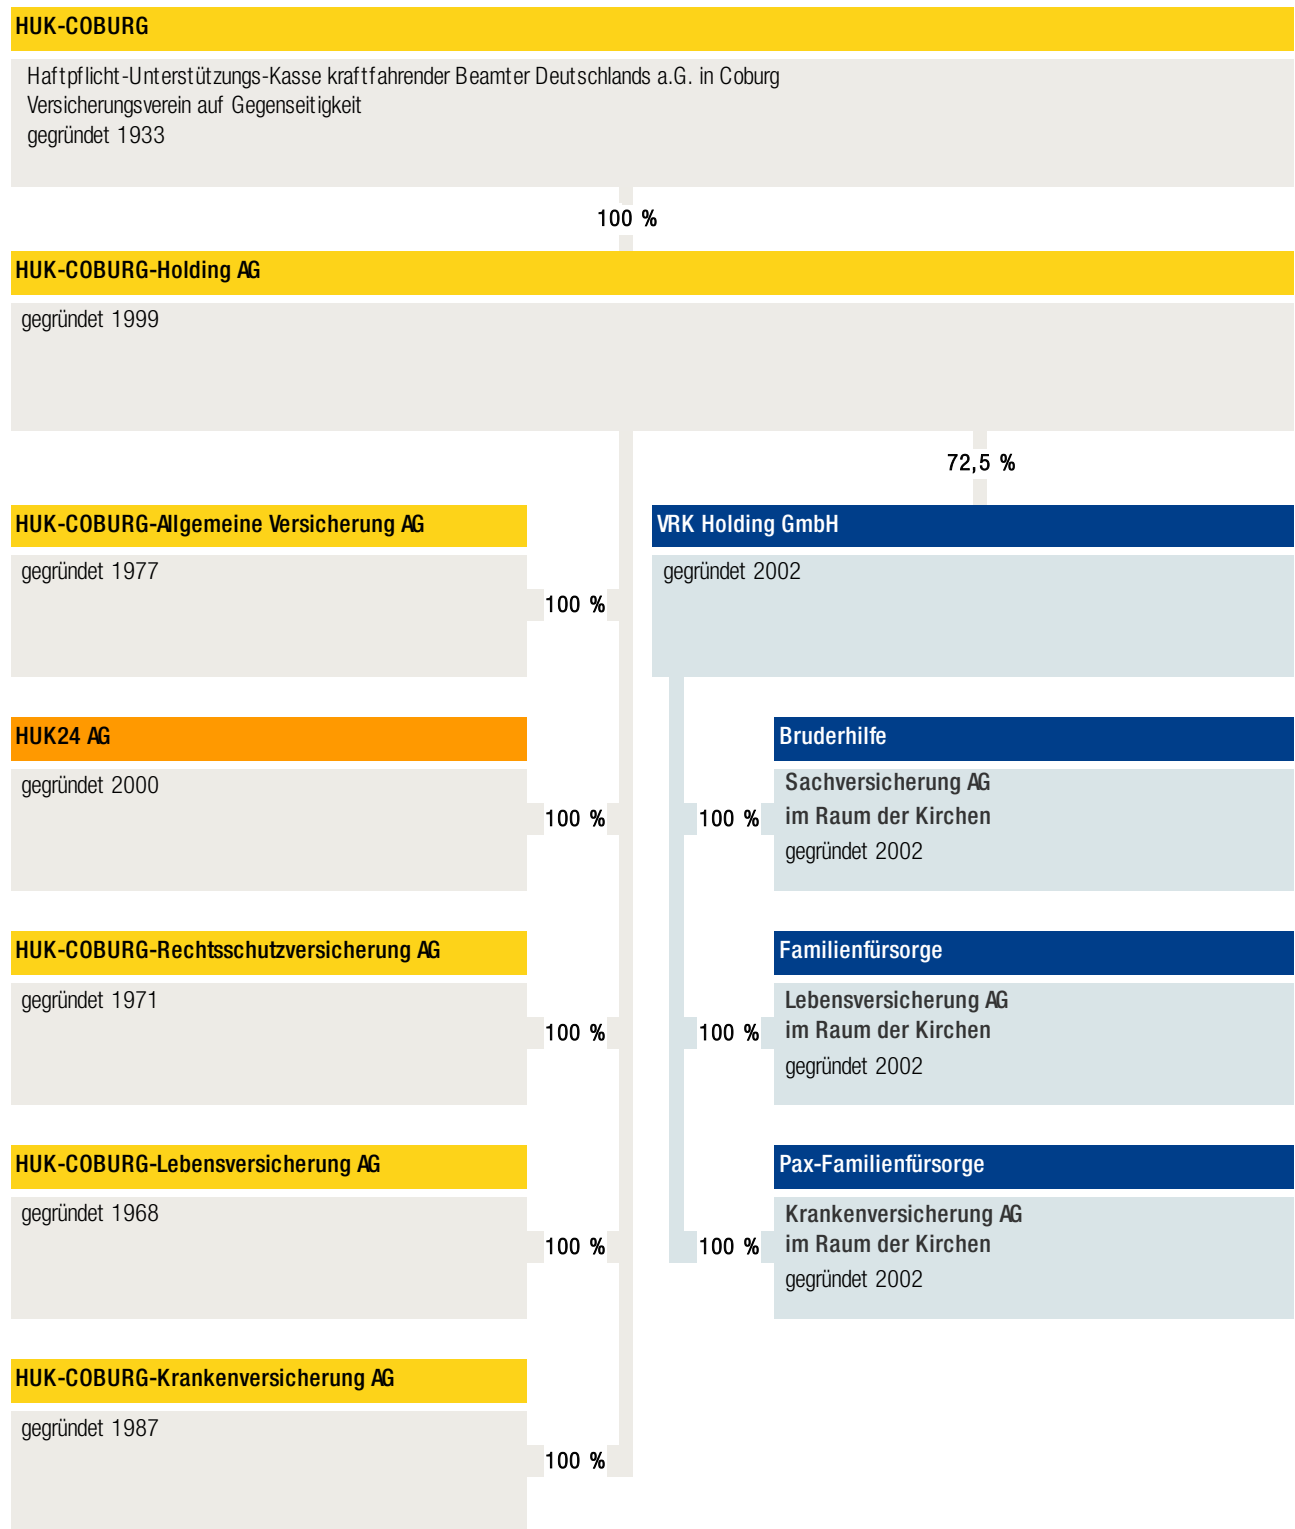 HUK-COBURG
Haftpflicht-Unterstützungs-Kasse kraftfahrender Beamter Deutschlands a.G. in Coburg
Versicherungsverein auf Gegenseitigkeit
gegründet 1933
100 %
HUK-COBURG-Holding AG
gegründet 1999
72,5 %
HUK-COBURG-Allgemeine Versicherung AG
gegründet 1977
100 %
VRK Holding GmbH
gegründet 2002
HUK24 AG
gegründet 2000
100 %
Bruderhilfe
Sachversicherung AG
im Raum der Kirchen
gegründet 2002
100 %
HUK-COBURG-Rechtsschutzversicherung AG
gegründet 1971
100 %
Familienfürsorge
Lebensversicherung AG
im Raum der Kirchen
gegründet 2002
100 %
HUK-COBURG-Lebensversicherung AG
gegründet 1968
100 %
Pax-Familienfürsorge
Krankenversicherung AG
im Raum der Kirchen
gegründet 2002
100 %
HUK-COBURG-Krankenversicherung AG
gegründet 1987
100 %